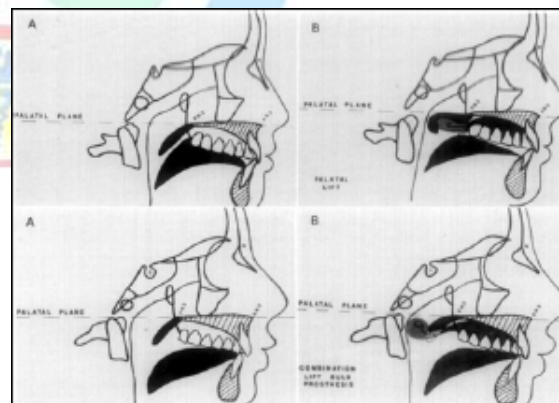 A
B
PALATAL PLANE
PALATAL PLANE
PALATAL
LIFT
A
B
PALATAL PLANE
PALATAL PLANE
COMBINATION
LIFT BULB
PROSTHESIS